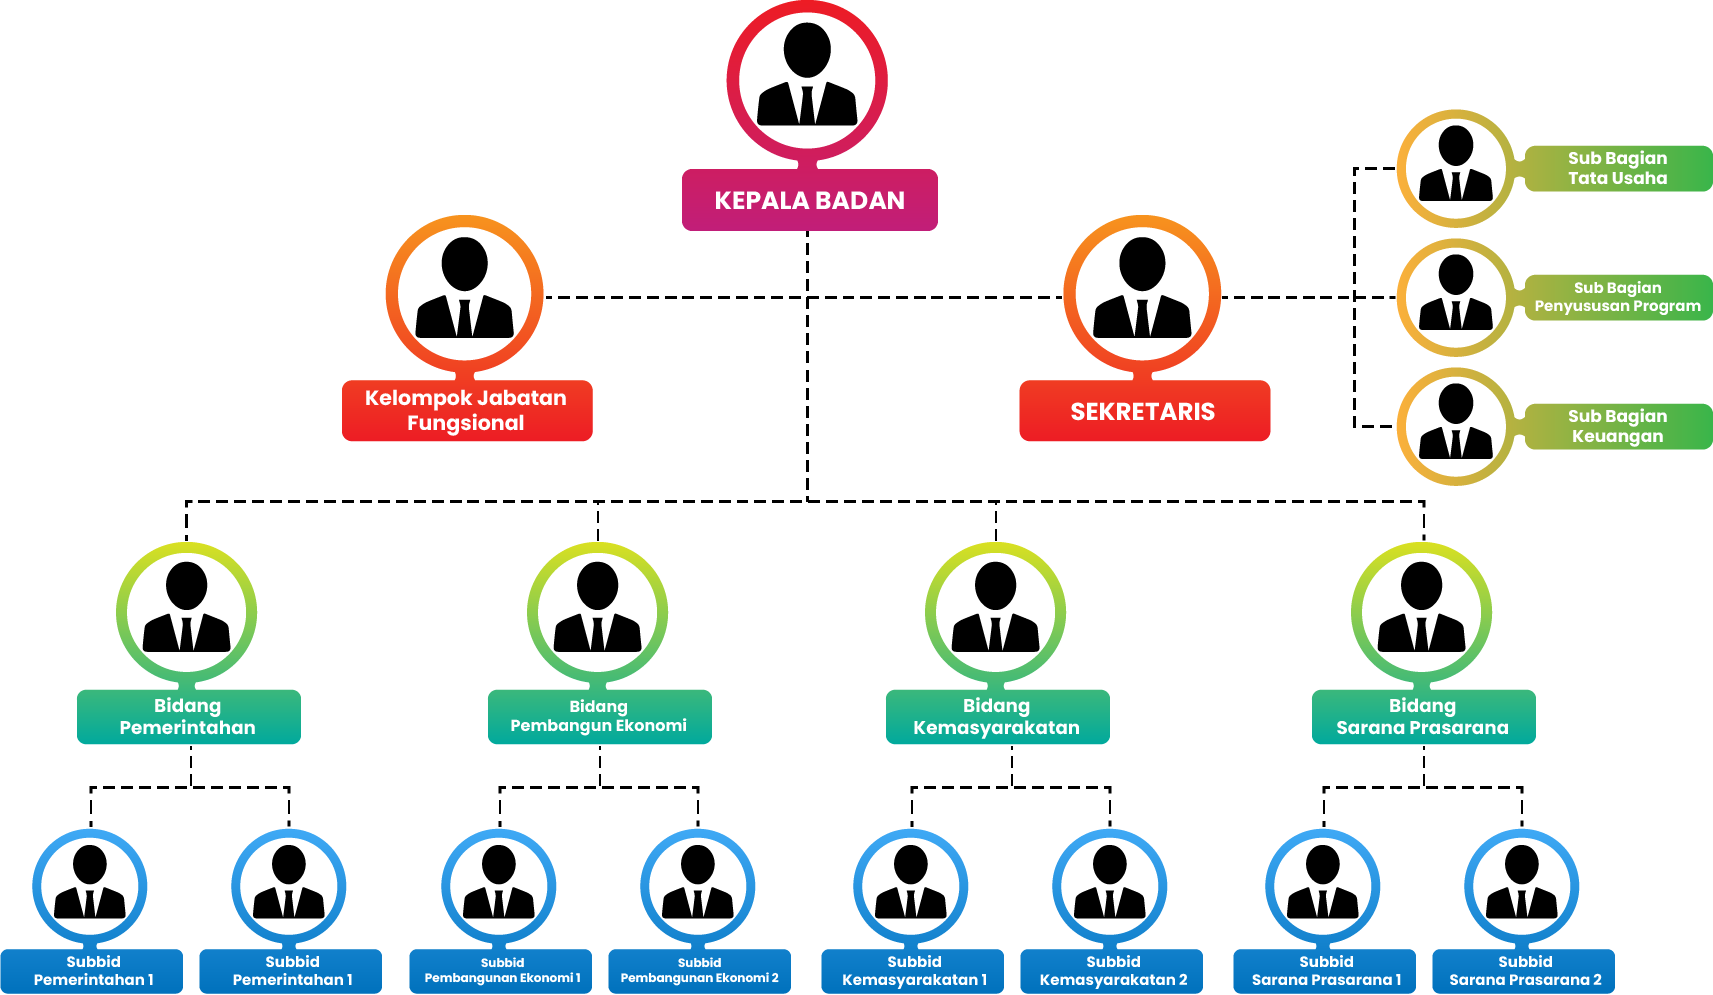 KEPALA BADAN
Sub Bagian
Tata Usaha
Sub Bagian
Penyususan Program
Kelompok Jabatan
Fungsional
SEKRETARIS
Sub Bagian
Keuangan
Bidang
Pemerintahan
Bidang
Pembangun Ekonomi
Bidang
Kemasyarakatan
Bidang
Sarana Prasarana
Subbid
Pemerintahan 1
Subbid
Pemerintahan 1
Subbid
Pembangunan Ekonomi 1
Subbid
Pembangunan Ekonomi 2
Subbid
Kemasyarakatan 1
Subbid
Kemasyarakatan 2
Subbid
Sarana Prasarana 1
Subbid
Sarana Prasarana 2